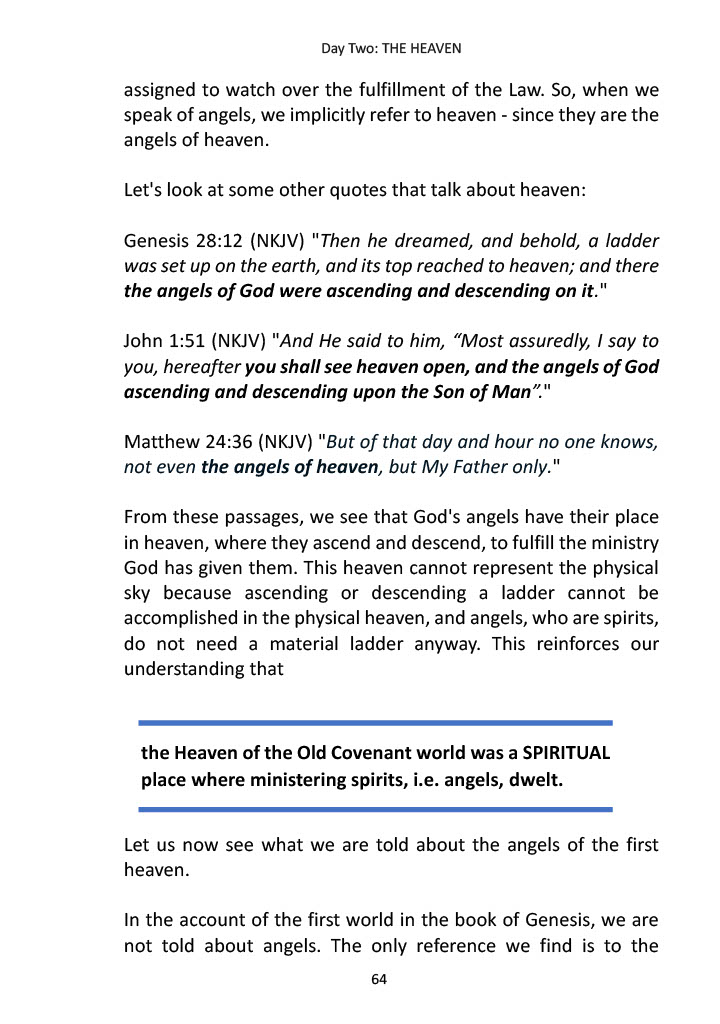 Day Two: THE HEAVEN
assigned to watch over the fulfillment of the Law. So, when we
speak of angels, we implicitly refer to heaven - since they are the
angels of heaven.
Let's look at some other quotes that talk about heaven:
Genesis 28:12 (NKJV) "Then he dreamed, and behold, a ladder
was set up on the earth, and its top reached to heaven; and there
the angels of God were ascending and descending on it."
John 1:51 (NKJV) "And He said to him, “Most assuredly, I say to
you, hereafter you shall see heaven open, and the angels of God
ascending and descending upon the Son of Man”."
Matthew 24:36 (NKJV) "But of that day and hour no one knows,
not even the angels of heaven, but My Father only."
From these passages, we see that God's angels have their place
in heaven, where they ascend and descend, to fulfill the ministry
God has given them. This heaven cannot represent the physical
sky because ascending or descending a ladder cannot be
accomplished in the physical heaven, and angels, who are spirits,
do not need a material ladder anyway. This reinforces our
understanding that
the Heaven of the Old Covenant world was a SPIRITUAL
place where ministering spirits, i.e. angels, dwelt.
Let us now see what we are told about the angels of the first
heaven.
In the account of the first world in the book of Genesis, we are
not told about angels. The only reference we find is to the
64